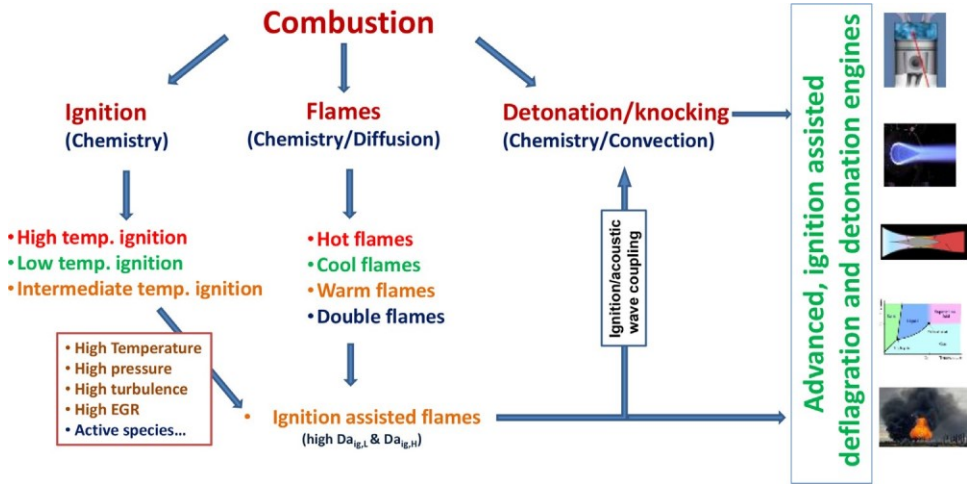 Combustion
Ignition
(Chemistry)
Flames
(Chemistry/Diffusion)
Detonation/knocking
(Chemistry/Convection)
• High temp. ignition
• Low temp. ignition
• Intermediate temp. ignition
• Hot flames
• Cool flames
• Warm flames
• Double flames
• High Temperature
• High pressure
• High turbulence
• High EGR
• Active species...
• Ignition assisted flames
(high Da_ig,L & Da_ig,H)
Ignition/acoustic
wave coupling
Advanced, ignition assisted
deflagration and detonation engines